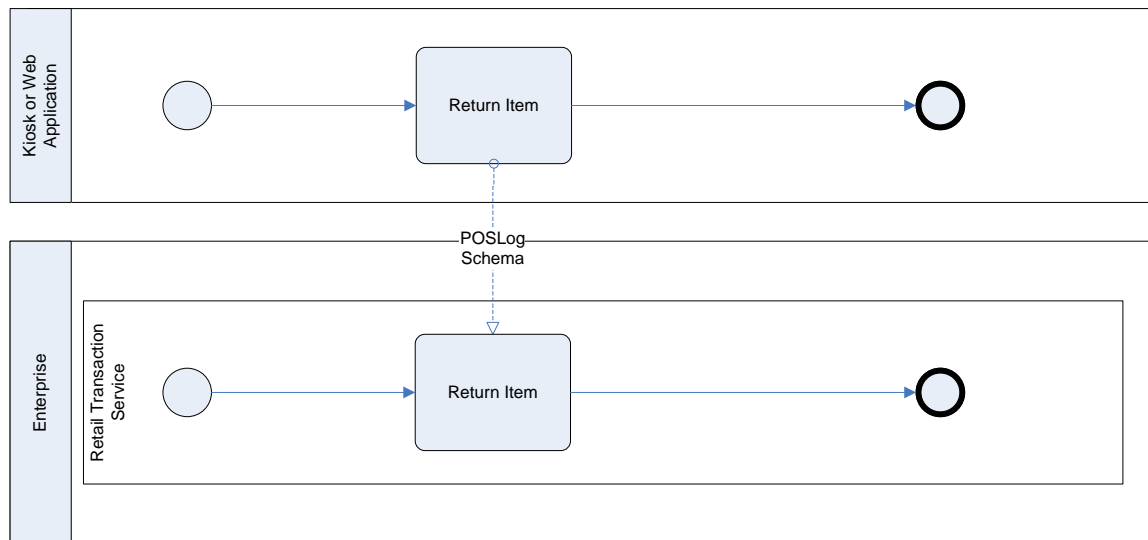 Kiosk or Web
Application
Return Item
POSLog
Schema
Enterprise
Retail Transaction
Service
Return Item